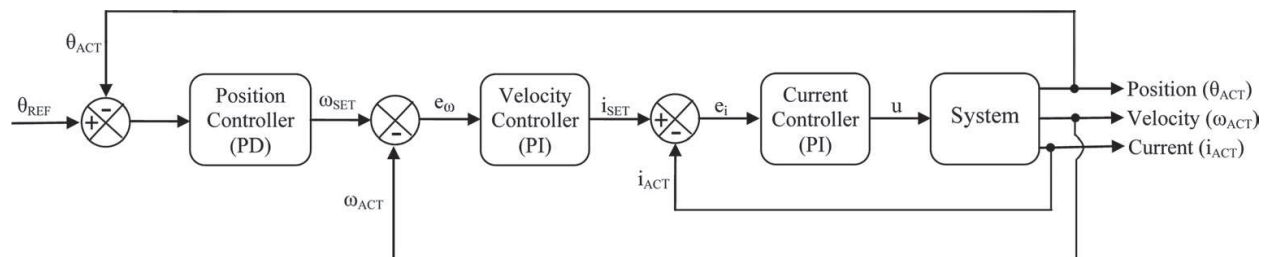 θACT
θREF
+
-
Position
Controller
(PD)
ωSET
-
eω
Velocity
Controller
(PI)
iSET
+
-
ei
Current
Controller
(PI)
u
System
Position (θACT)
Velocity (ωACT)
Current (iACT)
iACT
ωACT